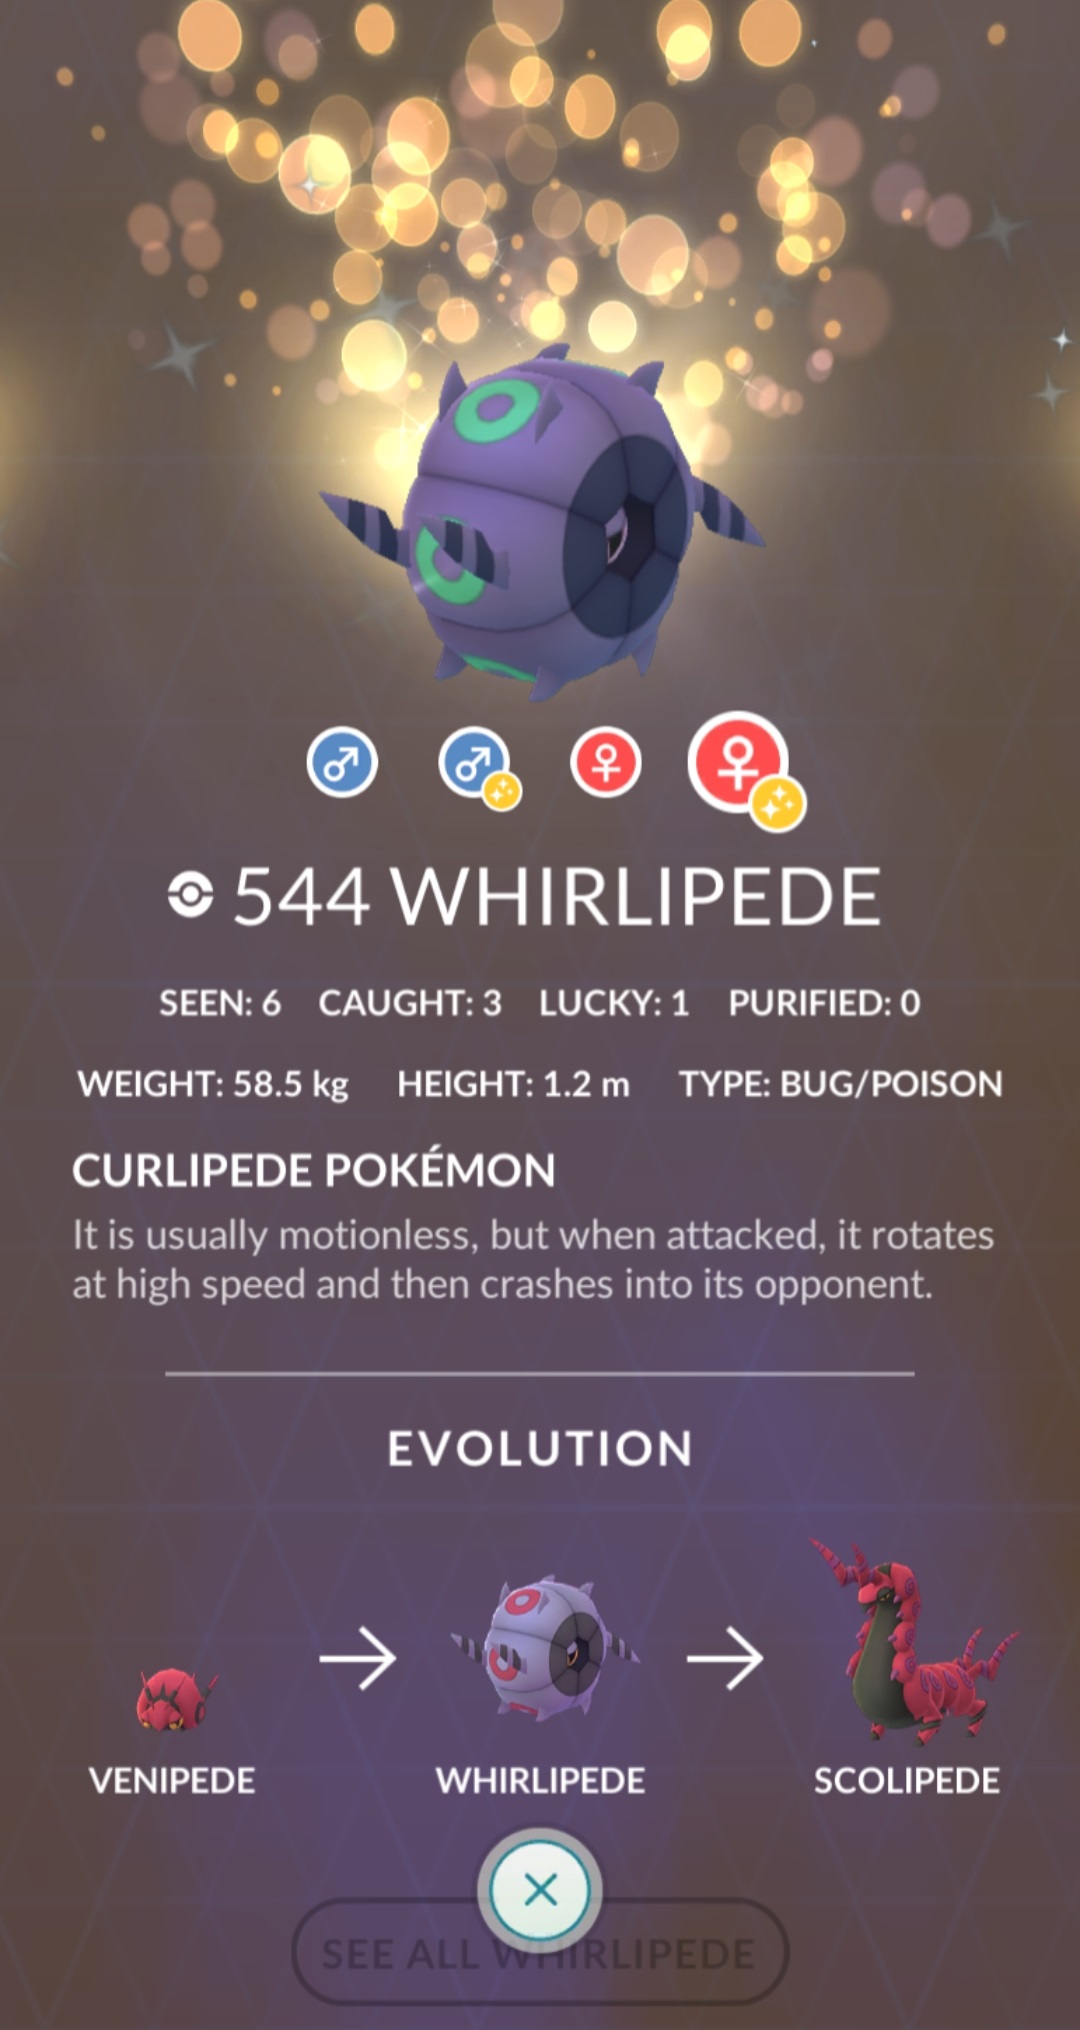 544 WHIRLIPEDE
SEEN: 6 CAUGHT: 3 LUCKY: 1 PURIFIED: 0
WEIGHT: 58.5 kg HEIGHT: 1.2 m TYPE: BUG/POISON
CURLIPEDE POKÉMON
It is usually motionless, but when attacked, it rotates
at high speed and then crashes into its opponent.
EVOLUTION
VENIPEDE WHIRLIPEDE SCOLIPEDE
SEE ALL WHIRLIPEDE